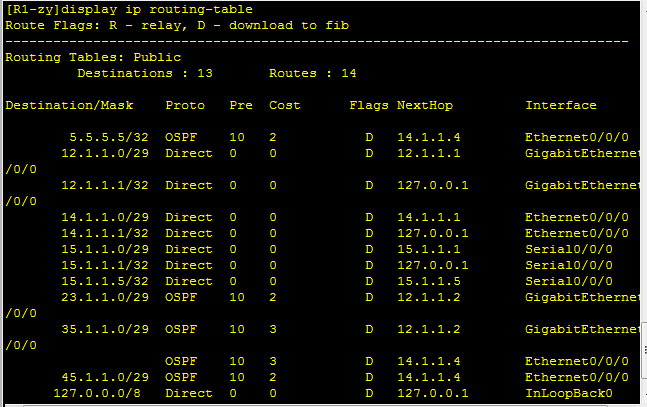 [R1-zy]display ip routing-table
Route Flags: R - relay, D - download to fib
------------------------------------------------------------------------------
Routing Tables: Public
         Destinations : 13       Routes : 14

Destination/Mask    Proto   Pre  Cost      Flags NextHop         Interface

        5.5.5.5/32  OSPF    10   2           D   14.1.1.4        Ethernet0/0/0
       12.1.1.0/29  Direct  0    0           D   12.1.1.1        GigabitEthernet
/0/0
       12.1.1.1/32  Direct  0    0           D   127.0.0.1       GigabitEthernet
/0/0
       14.1.1.0/29  Direct  0    0           D   14.1.1.1        Ethernet0/0/0
       14.1.1.1/32  Direct  0    0           D   127.0.0.1       Ethernet0/0/0
       15.1.1.0/29  Direct  0    0           D   15.1.1.1        Serial0/0/0
       15.1.1.1/32  Direct  0    0           D   127.0.0.1       Serial0/0/0
       15.1.1.5/32  Direct  0    0           D   15.1.1.5        Serial0/0/0
       23.1.1.0/29  OSPF    10   2           D   12.1.1.2        GigabitEthernet
/0/0
       35.1.1.0/29  OSPF    10   3           D   12.1.1.2        GigabitEthernet
/0/0
                    OSPF    10   3           D   14.1.1.4        Ethernet0/0/0
       45.1.1.0/29  OSPF    10   2           D   14.1.1.4        Ethernet0/0/0
      127.0.0.0/8   Direct  0    0           D   127.0.0.1       InLoopBack0